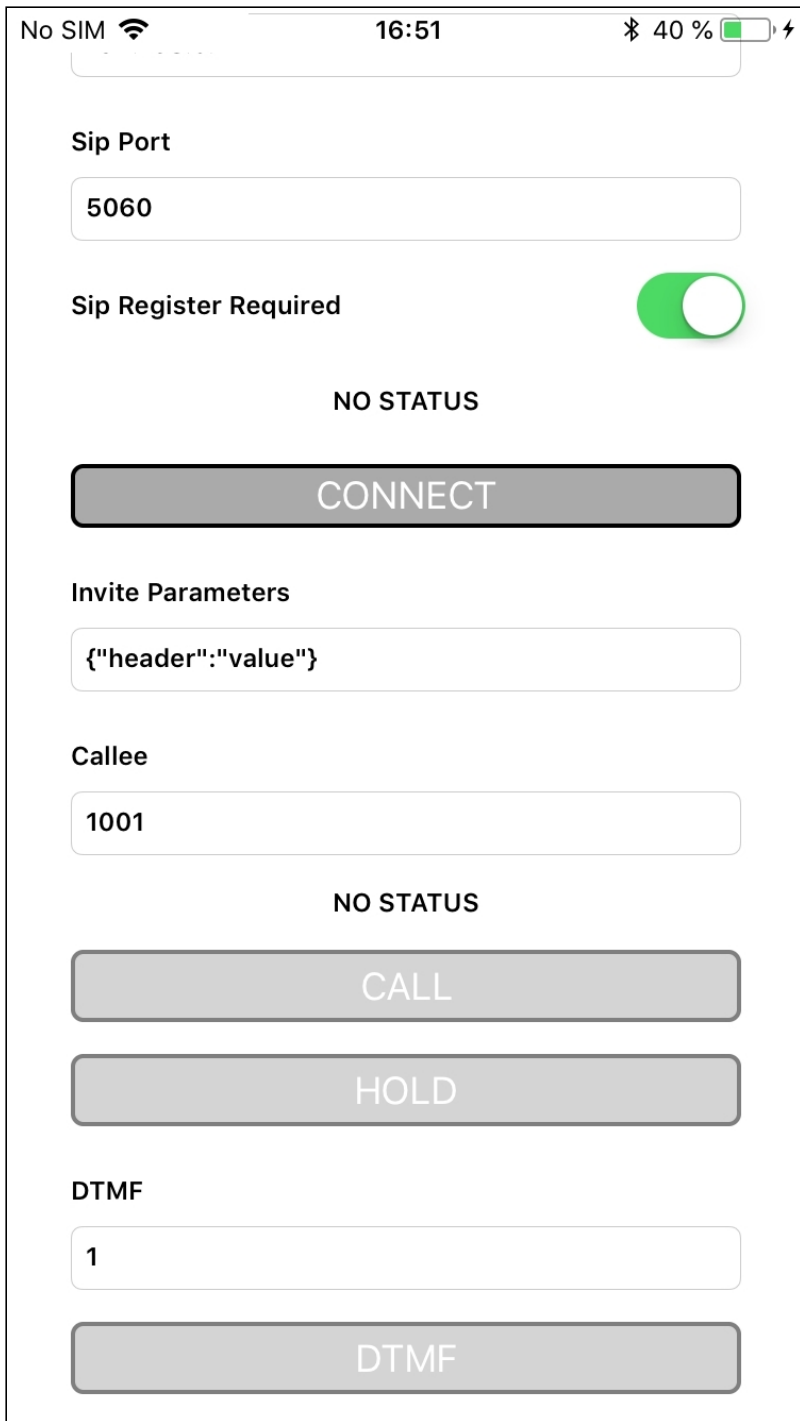 No SIM 16:51 40 %
Sip Port
5060
Sip Register Required
NO STATUS
CONNECT
Invite Parameters
{"header":"value"}
Callee
1001
NO STATUS
CALL
HOLD
DTMF
1
DTMF